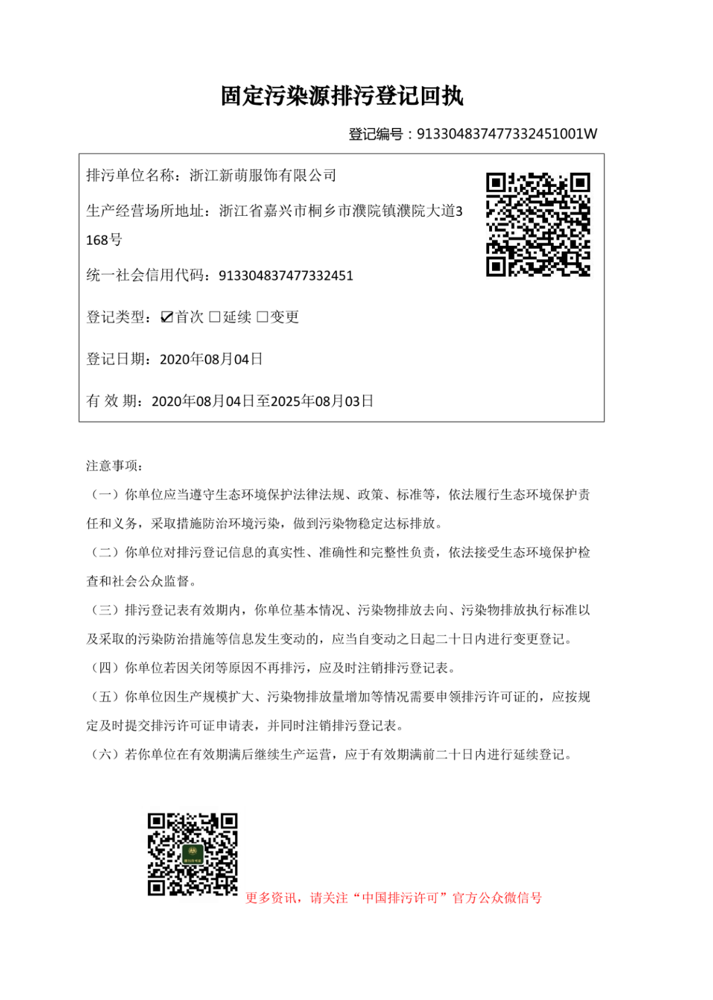 固定污染源排污登记回执
登记编号：913304837477332451001W
排污单位名称：浙江新萌服饰有限公司
生产经营场所地址：浙江省嘉兴市桐乡市濮院镇濮院大道3
168号
统一社会信用代码：913304837477332451
登记类型：☑首次 □延续 □变更
登记日期：2020年08月04日
有 效 期：2020年08月04日至2025年08月03日
注意事项：
（一）你单位应当遵守生态环境保护法律法规、政策、标准等，依法履行生态环境保护责
任和义务，采取措施防治环境污染，做到污染物稳定达标排放。
（二）你单位对排污登记信息的真实性、准确性和完整性负责，依法接受生态环境保护检
查和社会公众监督。
（三）排污登记表有效期内，你单位基本情况、污染物排放去向、污染物排放执行标准以
及采取的污染防治措施等信息发生变动的，应当自变动之日起二十日内进行变更登记。
（四）你单位若因关闭等原因不再排污，应及时注销排污登记表。
（五）你单位因生产规模扩大、污染物排放量增加等情况需要申领排污许可证的，应按规
定及时提交排污许可证申请表，并同时注销排污登记表。
（六）若你单位在有效期满后继续生产运营，应于有效期满前二十日内进行延续登记。
更多资讯，请关注“中国排污许可”官方公众微信号